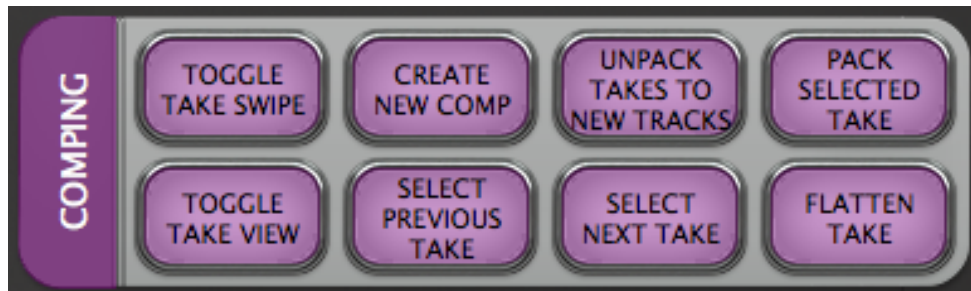 COMPING
TOGGLE
TAKE SWIPE
CREATE
NEW COMP
UNPACK
TAKES TO
NEW TRACKS
PACK
SELECTED
TAKE
TOGGLE
TAKE VIEW
SELECT
PREVIOUS
TAKE
SELECT
NEXT TAKE
FLATTEN
TAKE